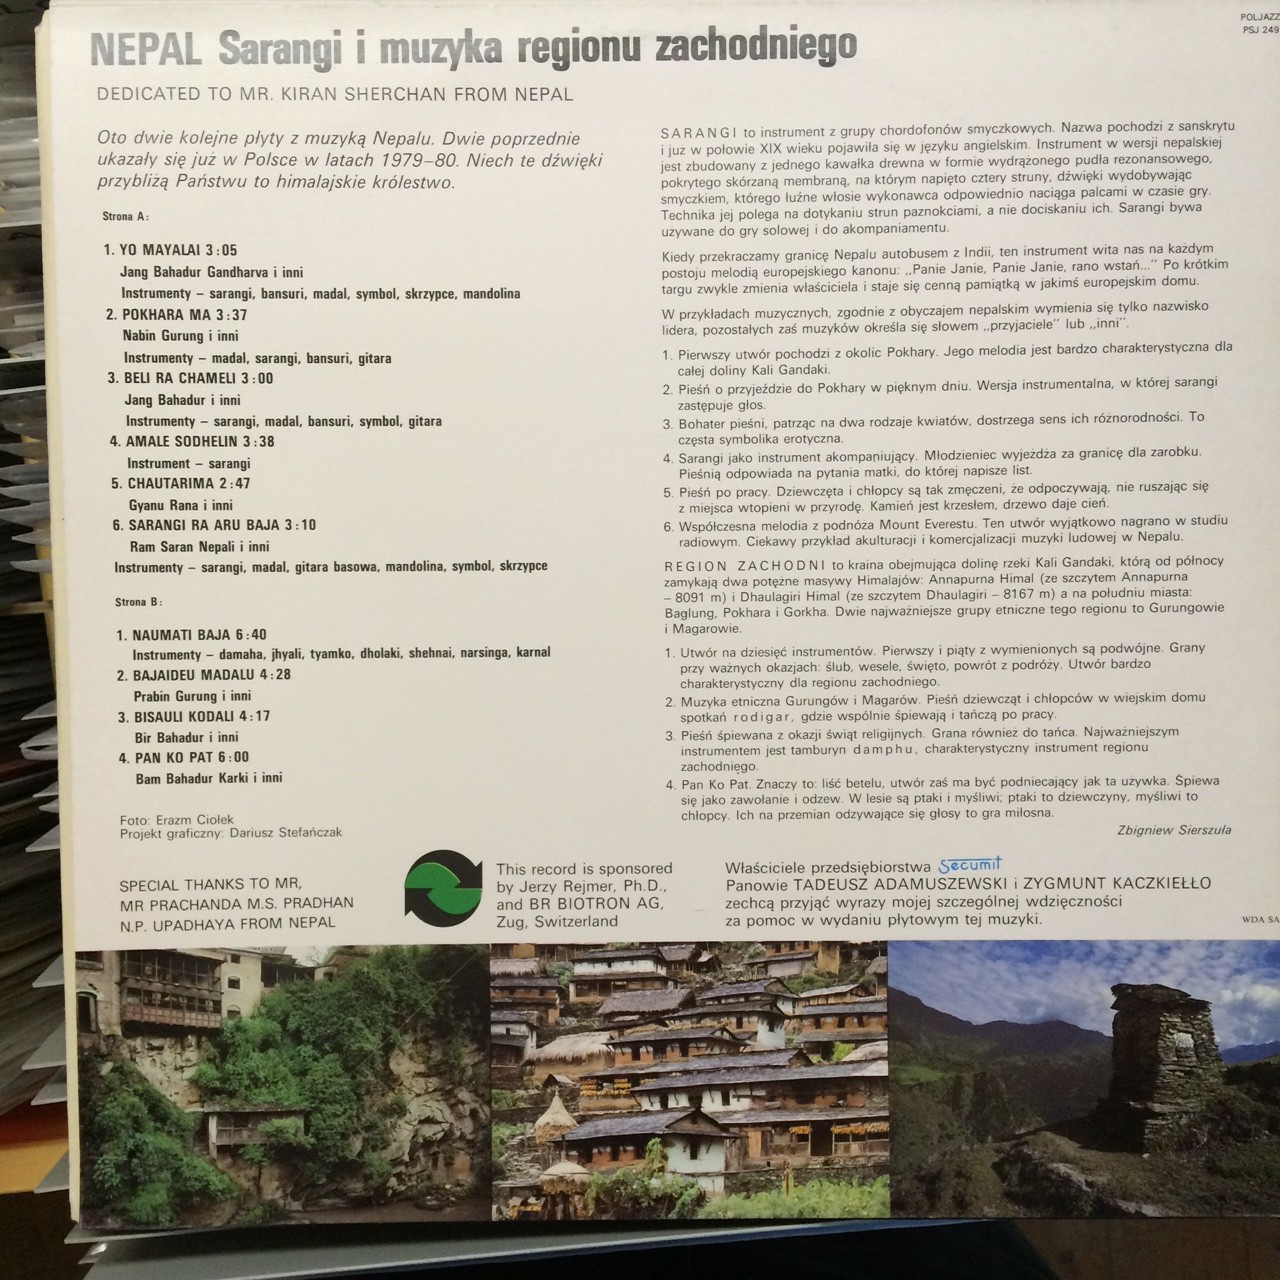 POLJAZZ
PSJ 249
NEPAL Sarangi i muzyka regionu zachodniego
DEDICATED TO MR. KIRAN SHERCHAN FROM NEPAL
Oto dwie kolejne płyty z muzyką Nepalu. Dwie poprzednie
ukazały się już w Polsce w latach 1979–80. Niech te dźwięki
przybliżą Państwu to himalajskie królestwo.
Strona A:
1. YO MAYALAI 3:05
Jang Bahadur Gandharva i inni
Instrumenty – sarangi, bansuri, madal, symbol, skrzypce, mandolina
2. POKHARA MA 3:37
Nabin Gurung i inni
Instrumenty – madal, sarangi, bansuri, gitara
3. BELI RA CHAMELI 3:00
Jang Bahadur i inni
Instrumenty – sarangi, madal, bansuri, symbol, gitara
4. AMALE SODHELIN 3:38
Instrument – sarangi
5. CHAUTARIMA 2:47
Gyanu Rana i inni
6. SARANGI RA ARU BAJA 3:10
Ram Saran Nepali i inni
Instrumenty – sarangi, madal, gitara basowa, mandolina, symbol, skrzypce
Strona B:
1. NAUMATI BAJA 6:40
Instrumenty – damaha, jhyali, tyamko, dholaki, shehnai, narsinga, karnal
2. BAJAIDEU MADALU 4:28
Prabin Gurung i inni
3. BISAULI KODALI 4:17
Bir Bahadur i inni
4. PAN KO PAT 6:00
Bam Bahadur Karki i inni
Foto: Erazm Ciołek
Projekt graficzny: Dariusz Stefańczak
SARANGI to instrument z grupy chordofonów smyczkowych. Nazwa pochodzi z sanskrytu
i już w połowie XIX wieku pojawiła się w języku angielskim. Instrument w wersji nepalskiej
jest zbudowany z jednego kawałka drewna w formie wydrążonego pudła rezonansowego,
pokrytego skórzaną membraną, na którym napięto cztery struny, dźwięki wydobywając
smyczkiem, którego luźne włosie wykonawca odpowiednio naciąga palcami w czasie gry.
Technika jej polega na dotykaniu strun paznokciami, a nie dociskaniu ich. Sarangi bywa
używane do gry solowej i do akompaniamentu.
Kiedy przekraczamy granicę Nepalu autobusem z Indii, ten instrument wita nas na każdym
postoju melodią europejskiego kanonu: „Panie Janie, Panie Janie, rano wstań...” Po krótkim
targu zwykle zmienia właściciela i staje się cenną pamiątką w jakimś europejskim domu.
W przykładach muzycznych, zgodnie z obyczajem nepalskim wymienia się tylko nazwisko
lidera, pozostałych zaś muzyków określa się słowem „przyjaciele” lub „inni”.
1. Pierwszy utwór pochodzi z okolic Pokhary. Jego melodia jest bardzo charakterystyczna dla
całej doliny Kali Gandaki.
2. Pieśń o przyjeździe do Pokhary w pięknym dniu. Wersja instrumentalna, w której sarangi
zastępuje głos.
3. Bohater pieśni, patrząc na dwa rodzaje kwiatów, dostrzega sens ich różnorodności. To
częsta symbolika erotyczna.
4. Sarangi jako instrument akompaniujący. Młodzieniec wyjeżdża za granicę dla zarobku.
Pieśnią odpowiada na pytania matki, do której napisze list.
5. Pieśń po pracy. Dziewczęta i chłopcy są tak zmęczeni, że odpoczywają, nie ruszając się
z miejsca wtopieni w przyrodę. Kamień jest krzesłem, drzewo daje cień.
6. Współczesna melodia z podnóża Mount Everestu. Ten utwór wyjątkowo nagrano w studiu
radiowym. Ciekawy przykład akulturacji i komercjalizacji muzyki ludowej w Nepalu.
REGION ZACHODNI to kraina obejmująca dolinę rzeki Kali Gandaki, którą od północy
zamykają dwa potężne masywy Himalajów: Annapurna Himal (ze szczytem Annapurna
– 8091 m) i Dhaulagiri Himal (ze szczytem Dhaulagiri – 8167 m) a na południu miasta:
Baglung, Pokhara i Gorkha. Dwie najważniejsze grupy etniczne tego regionu to Gurungowie
i Magarowie.
1. Utwór na dziesięć instrumentów. Pierwszy i piąty z wymienionych są podwójne. Grany
przy ważnych okazjach: ślub, wesele, święto, powrót z podróży. Utwór bardzo
charakterystyczny dla regionu zachodniego.
2. Muzyka etniczna Gurungów i Magarów. Pieśń dziewcząt i chłopców w wiejskim domu
spotkań rodigar, gdzie wspólnie śpiewają i tańczą po pracy.
3. Pieśń śpiewana z okazji świąt religijnych. Grana również do tańca. Najważniejszym
instrumentem jest tamburyn damphu, charakterystyczny instrument regionu
zachodniego.
4. Pan Ko Pat. Znaczy to: liść betelu, utwór zaś ma być podniecający jak ta używka. Śpiewa
się jako zawołanie i odzew. W lesie są ptaki i myśliwi; ptaki to dziewczyny, myśliwi to
chłopcy. Ich na przemian odzywające się głosy to gra miłosna.
Zbigniew Sierszuła
SPECIAL THANKS TO MR,
MR PRACHANDA M.S. PRADHAN
N.P. UPADHAYA FROM NEPAL
This record is sponsored
by Jerzy Rejmer, Ph.D.,
and BR BIOTRON AG,
Zug, Switzerland
Właściciele przedsiębiorstwa Secumit
Panowie TADEUSZ ADAMUSZEWSKI i ZYGMUNT KACZKIEŁŁO
zechcą przyjąć wyrazy mojej szczególnej wdzięczności
za pomoc w wydaniu płytowym tej muzyki.
WDA SA